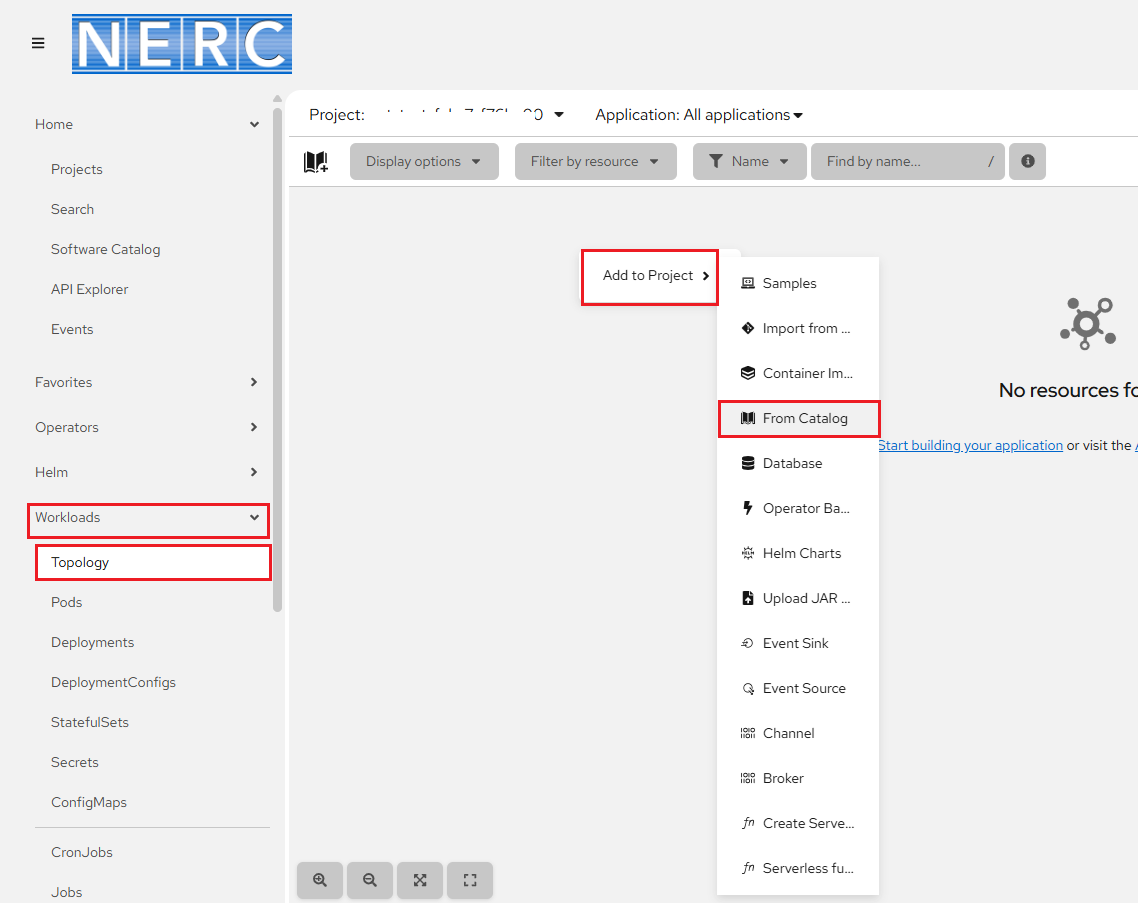 NERC
Home
Projects
Search
Software Catalog
API Explorer
Events
Favorites
Operators
Helm
Workloads
Topology
Pods
Deployments
DeploymentConfigs
StatefulSets
Secrets
ConfigMaps
CronJobs
Jobs
Project:
Application: All applications
Display options
Filter by resource
Name
Find by name... /
Add to Project
Samples
Import from ...
Container Im...
From Catalog
Database
Operator Ba...
Helm Charts
Upload JAR ...
Event Sink
Event Source
Channel
Broker
Create Serve...
Serverless fu...
No resources fo
Start building your application or visit the